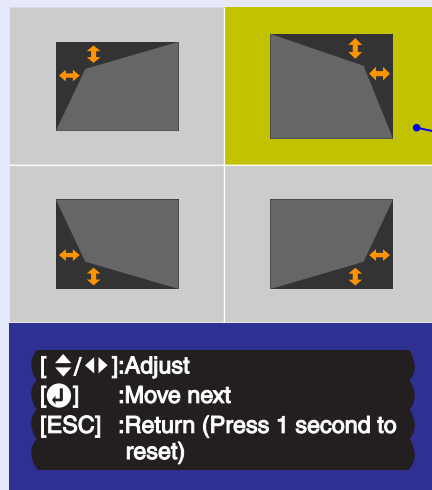 [ ⬍/⬌ ]:Adjust
[↵] :Move next
[ESC] :Return (Press 1 second to
reset)